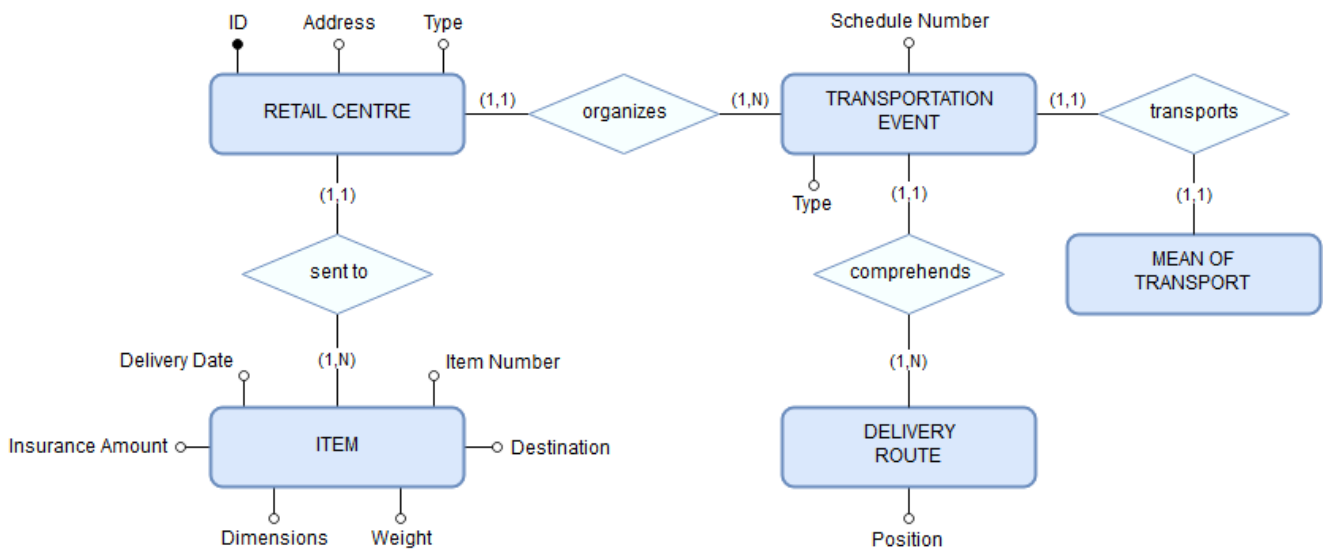 ID
Address
Type
Schedule Number
RETAIL CENTRE
(1,1)
organizes
(1,N)
TRANSPORTATION
EVENT
(1,1)
transports
Type
(1,1)
(1,1)
(1,1)
sent to
comprehends
MEAN OF
TRANSPORT
Delivery Date
(1,N)
Item Number
(1,N)
Insurance Amount
ITEM
Destination
DELIVERY
ROUTE
Dimensions
Weight
Position